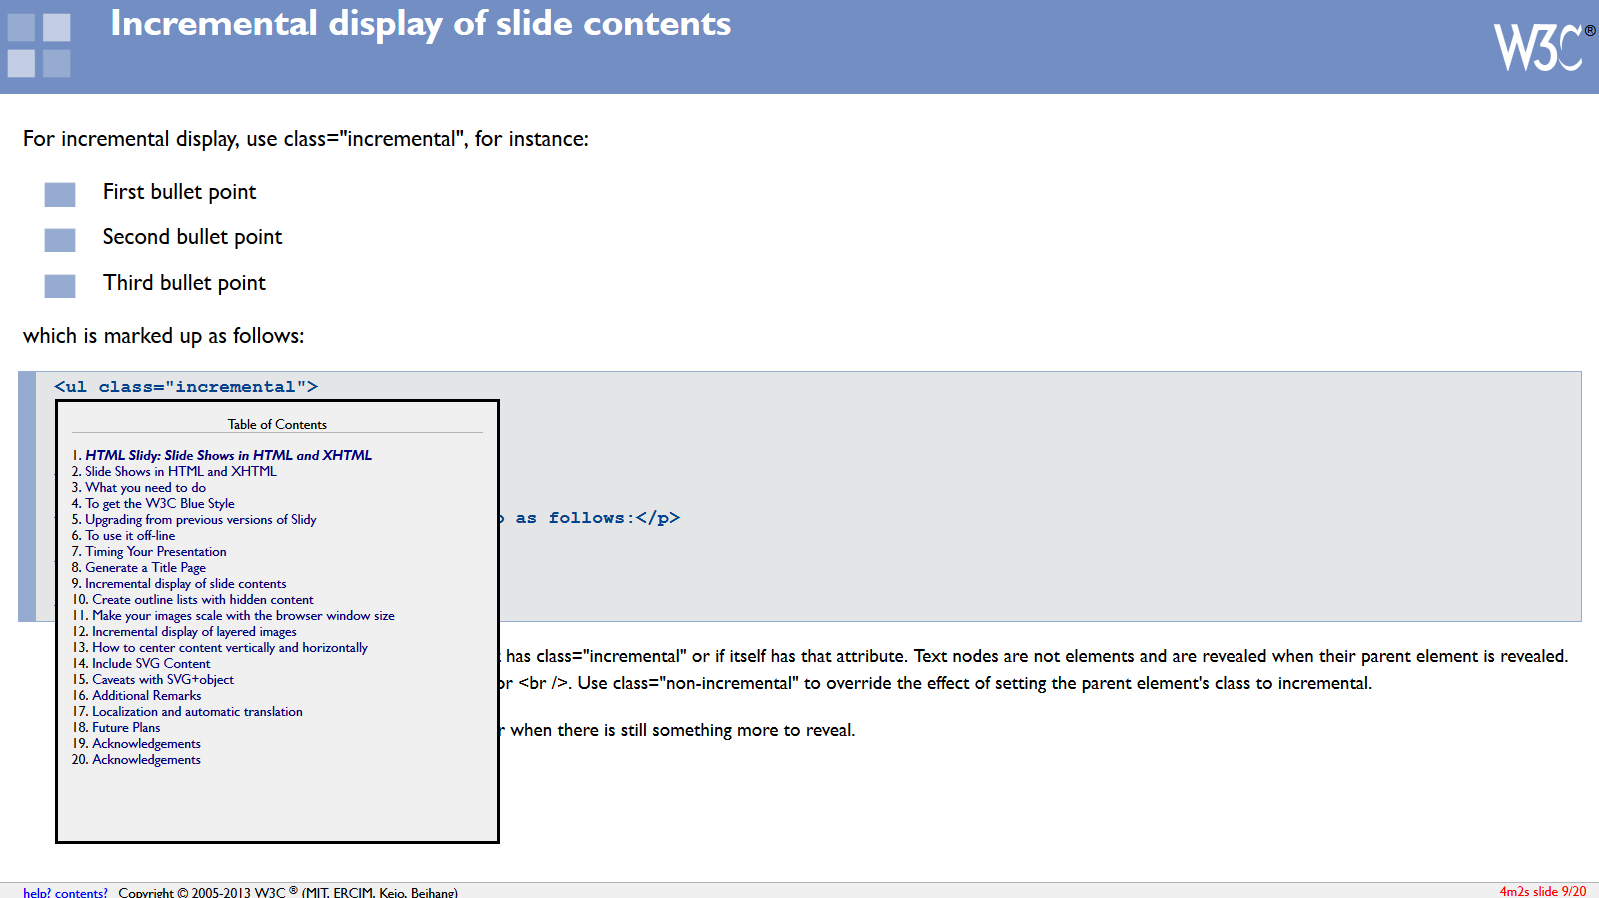 Incremental display of slide contents
W3C®
For incremental display, use class="incremental", for instance:
First bullet point
Second bullet point
Third bullet point
which is marked up as follows:
<ul class="incremental">
Table of Contents
1. HTML Slidy: Slide Shows in HTML and XHTML
2. Slide Shows in HTML and XHTML
3. What you need to do
4. To get the W3C Blue Style
5. Upgrading from previous versions of Slidy
6. To use it off-line
7. Timing Your Presentation
8. Generate a Title Page
9. Incremental display of slide contents
10. Create outline lists with hidden content
11. Make your images scale with the browser window size
12. Incremental display of layered images
13. How to center content vertically and horizontally
14. Include SVG Content
15. Caveats with SVG+object
16. Additional Remarks
17. Localization and automatic translation
18. Future Plans
19. Acknowledgements
20. Acknowledgements
as follows:</p>
has class="incremental" or if itself has that attribute. Text nodes are not elements and are revealed when their parent element is revealed.
<br />. Use class="non-incremental" to override the effect of setting the parent element's class to incremental.
when there is still something more to reveal.
help? contents? Copyright © 2005-2013 W3C ® (MIT, ERCIM, Keio, Beihang)
4m2s slide 9/20